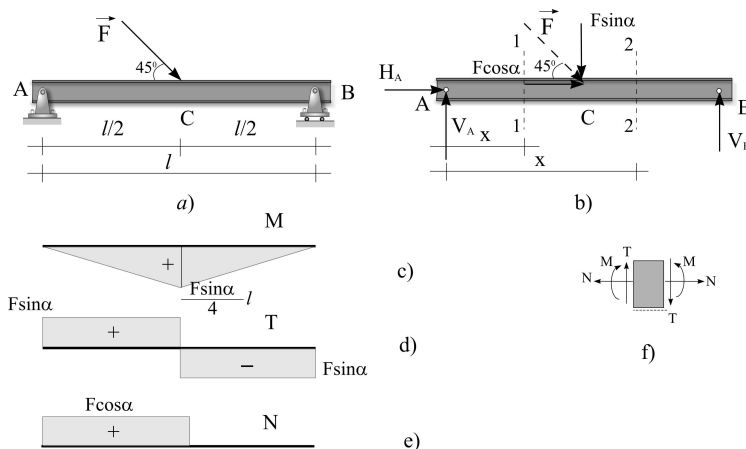 F
45⁰
A
B
C
l/2
l/2
l
a)
F
Fsinα
1
2
Fcosα
45⁰
H_A
A
B
V_A
x
1
C
2
x
V_B
b)
M
+
Fsinα
4
l
c)
Fsinα
T
+
−
Fsinα
d)
Fcosα
+
N
e)
M
T
M
N
N
T
f)